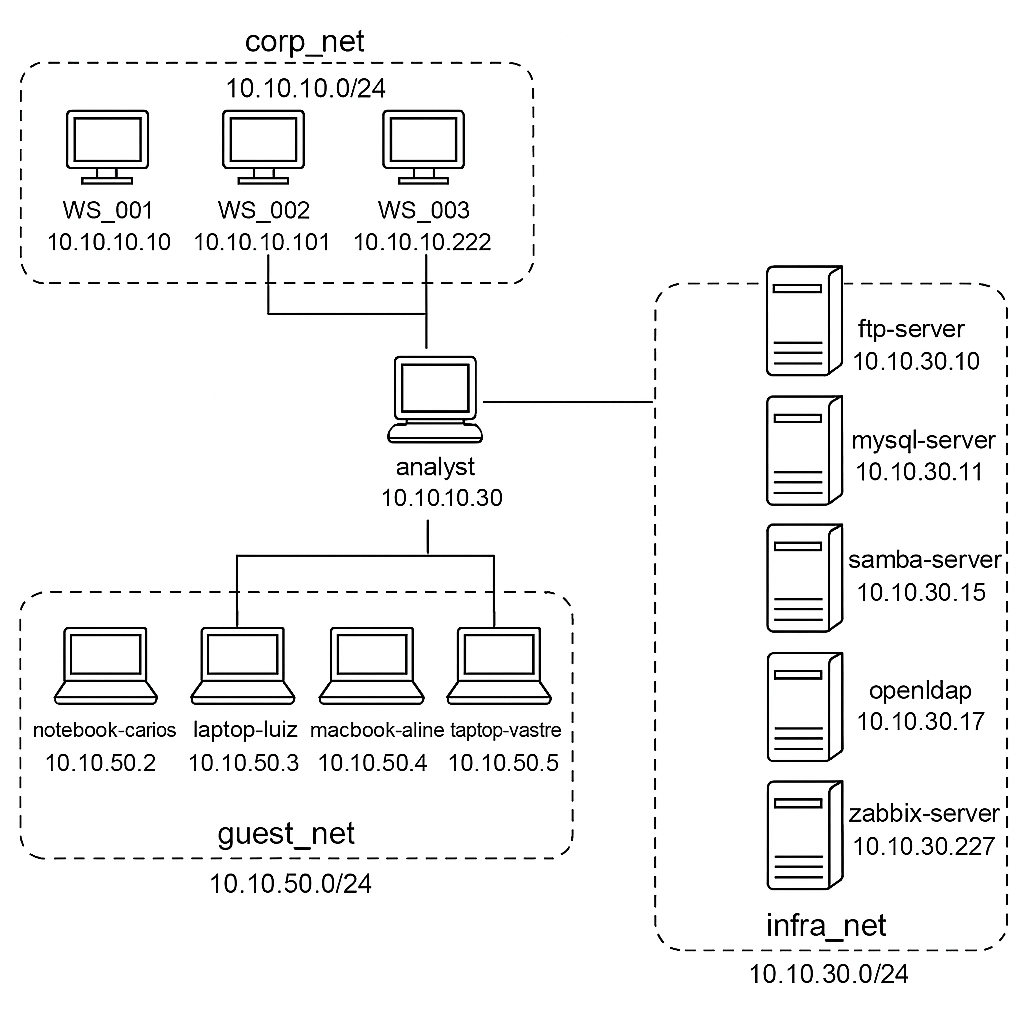 corp_net
10.10.10.0/24
WS_001
10.10.10.10
WS_002
10.10.10.101
WS_003
10.10.10.222
analyst
10.10.10.30
ftp-server
10.10.30.10
mysql-server
10.10.30.11
samba-server
10.10.30.15
openldap
10.10.30.17
zabbix-server
10.10.30.227
infra_net
10.10.30.0/24
notebook-carios
10.10.50.2
laptop-luiz
10.10.50.3
macbook-aline
10.10.50.4
taptop-vastre
10.10.50.5
guest_net
10.10.50.0/24